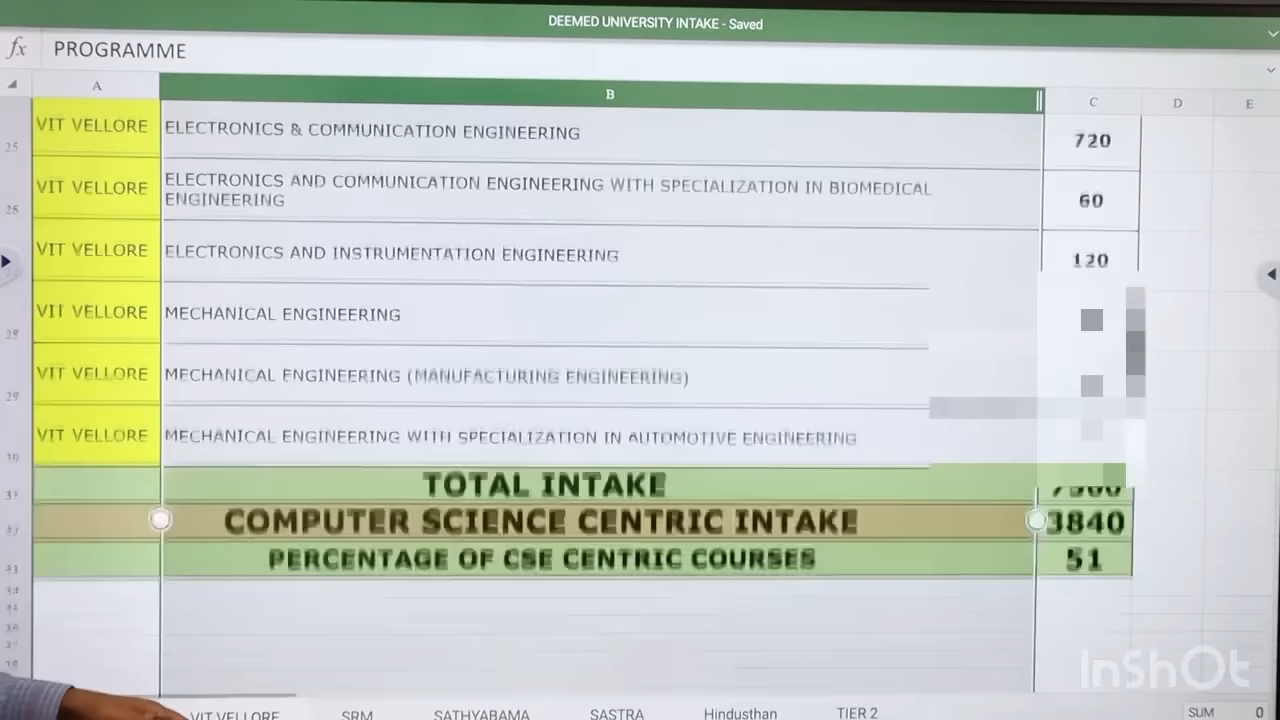 DEEMED UNIVERSITY INTAKE - Saved
fx PROGRAMME
A B C D E
25 VIT VELLORE ELECTRONICS & COMMUNICATION ENGINEERING 720
26 VIT VELLORE ELECTRONICS AND COMMUNICATION ENGINEERING WITH SPECIALIZATION IN BIOMEDICAL
ENGINEERING 60
VIT VELLORE ELECTRONICS AND INSTRUMENTATION ENGINEERING 120
VIT VELLORE MECHANICAL ENGINEERING
29 VIT VELLORE MECHANICAL ENGINEERING (MANUFACTURING ENGINEERING)
VIT VELLORE MECHANICAL ENGINEERING WITH SPECIALIZATION IN AUTOMOTIVE ENGINEERING
TOTAL INTAKE
COMPUTER SCIENCE CENTRIC INTAKE 3840
PERCENTAGE OF CSE CENTRIC COURSES 51
InShOt
VIT VELLORE SRM SATHYABAMA SASTRA Hindusthan TIER 2 SUM 0